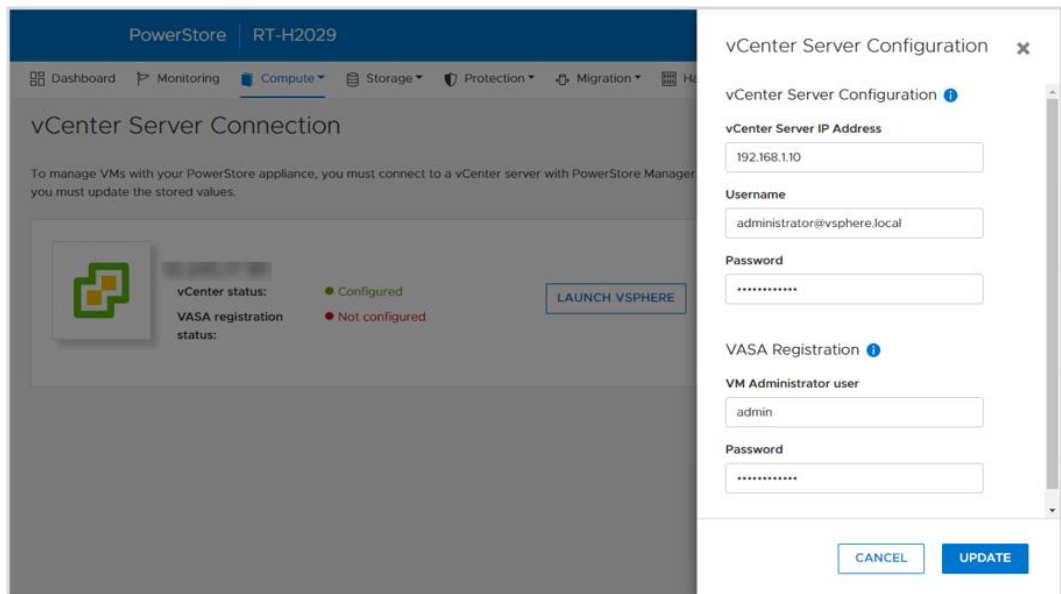 PowerStore RT-H2029
Dashboard Monitoring Compute Storage Protection Migration
vCenter Server Connection
To manage VMs with your PowerStore appliance, you must connect to a vCenter server with PowerStore Manager
you must update the stored values.
vCenter status: Configured
VASA registration status: Not configured
LAUNCH VSPHERE
vCenter Server Configuration
vCenter Server Configuration
vCenter Server IP Address
192.168.1.10
Username
administrator@vsphere.local
Password
••••••••••••
VASA Registration
VM Administrator user
admin
Password
••••••••••••
CANCEL UPDATE